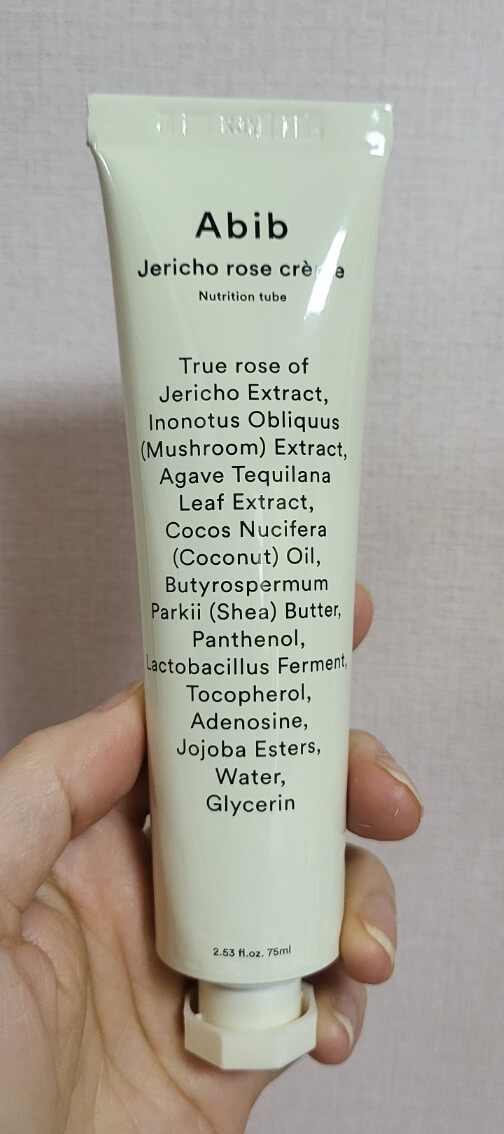 Abib
Jericho rose crème
Nutrition tube
True rose of
Jericho Extract,
Inonotus Obliquus
(Mushroom) Extract,
Agave Tequilana
Leaf Extract,
Cocos Nucifera
(Coconut) Oil,
Butyrospermum
Parkii (Shea) Butter,
Panthenol,
Lactobacillus Ferment,
Tocopherol,
Adenosine,
Jojoba Esters,
Water,
Glycerin
2.53 fl.oz. 75ml